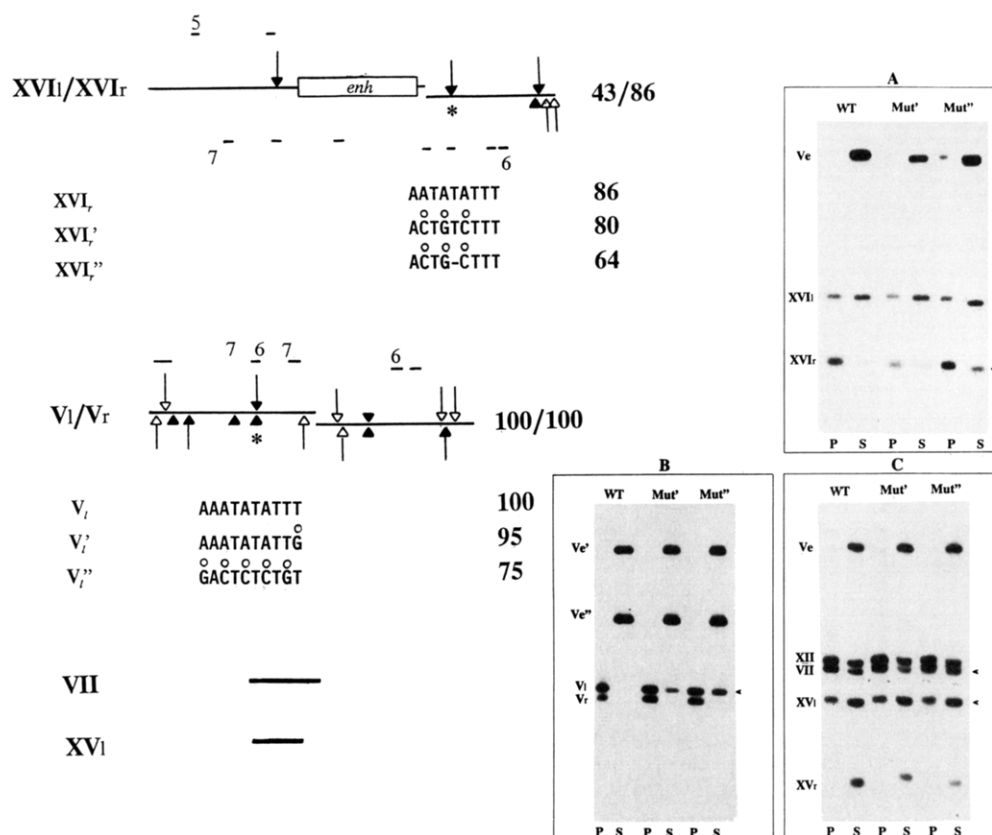 5
XVIl/XVIr
enh
43/86
*
7
6
XVIr
AATATATTT
86
XVIr'
ACTGTCTTT
80
XVIr''
ACTG-CTTT
64
7 6 7
6
Vl/Vr
100/100
*
Vl
AAATATATTT
100
Vl'
AAATATATTG
95
Vl''
GACTCTCTGT
75
VII
XVl
A
WT Mut' Mut''
Ve
XVIl
XVIr
P S P S P S
B
WT Mut' Mut''
Ve'
Ve''
Vl
Vr
P S P S P S
C
WT Mut' Mut''
Ve
XII
VII
XVl
XVr
P S P S P S